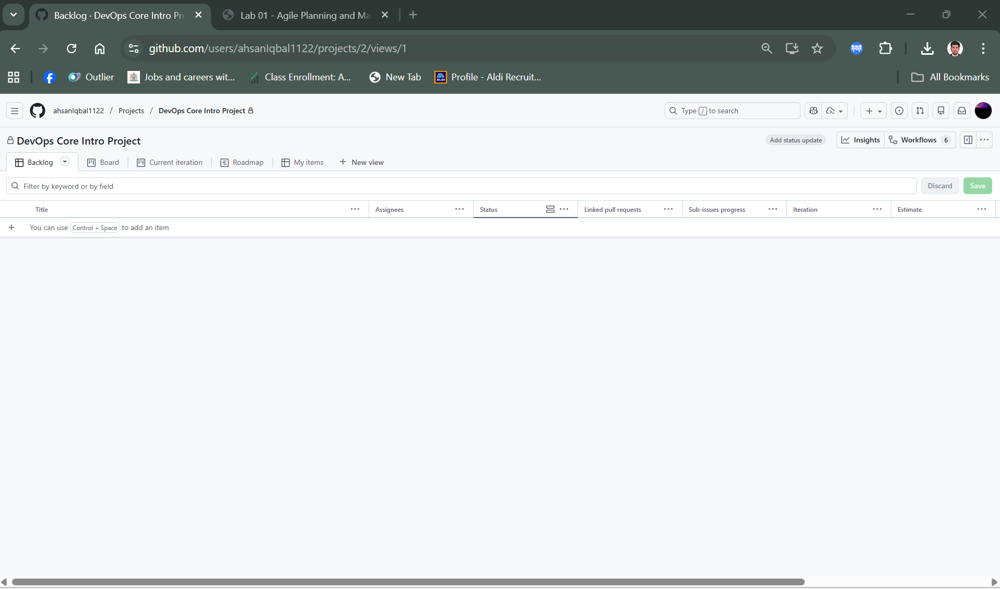 Backlog · DevOps Core Intro Pro
Lab 01 - Agile Planning and Ma
github.com/users/ahsanIqbal1122/projects/2/views/1
Outlier
Jobs and careers wit...
Class Enrollment: A...
New Tab
ALDI
Profile - Aldi Recruit...
All Bookmarks
ahsanIqbal1122 / Projects / DevOps Core Intro Project
Type / to search
DevOps Core Intro Project
Add status update
Insights
Workflows 6
Backlog
Board
Current iteration
Roadmap
My items
+ New view
Filter by keyword or by field
Discard
Save
Title
Assignees
Status
Linked pull requests
Sub-issues progress
Iteration
Estimate
+ You can use Control + Space to add an item